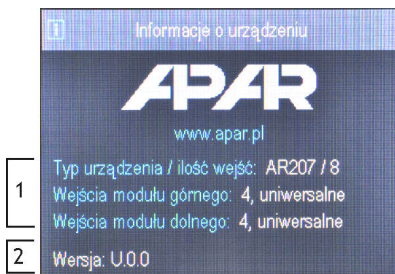 Informacje o urządzeniu
APAR
www.apar.pl
Typ urządzenia / ilość wejść: AR207 / 8
1
Wejścia modułu górnego: 4, uniwersalne
Wejścia modułu dolnego: 4, uniwersalne
2
Wersja: U.0.0